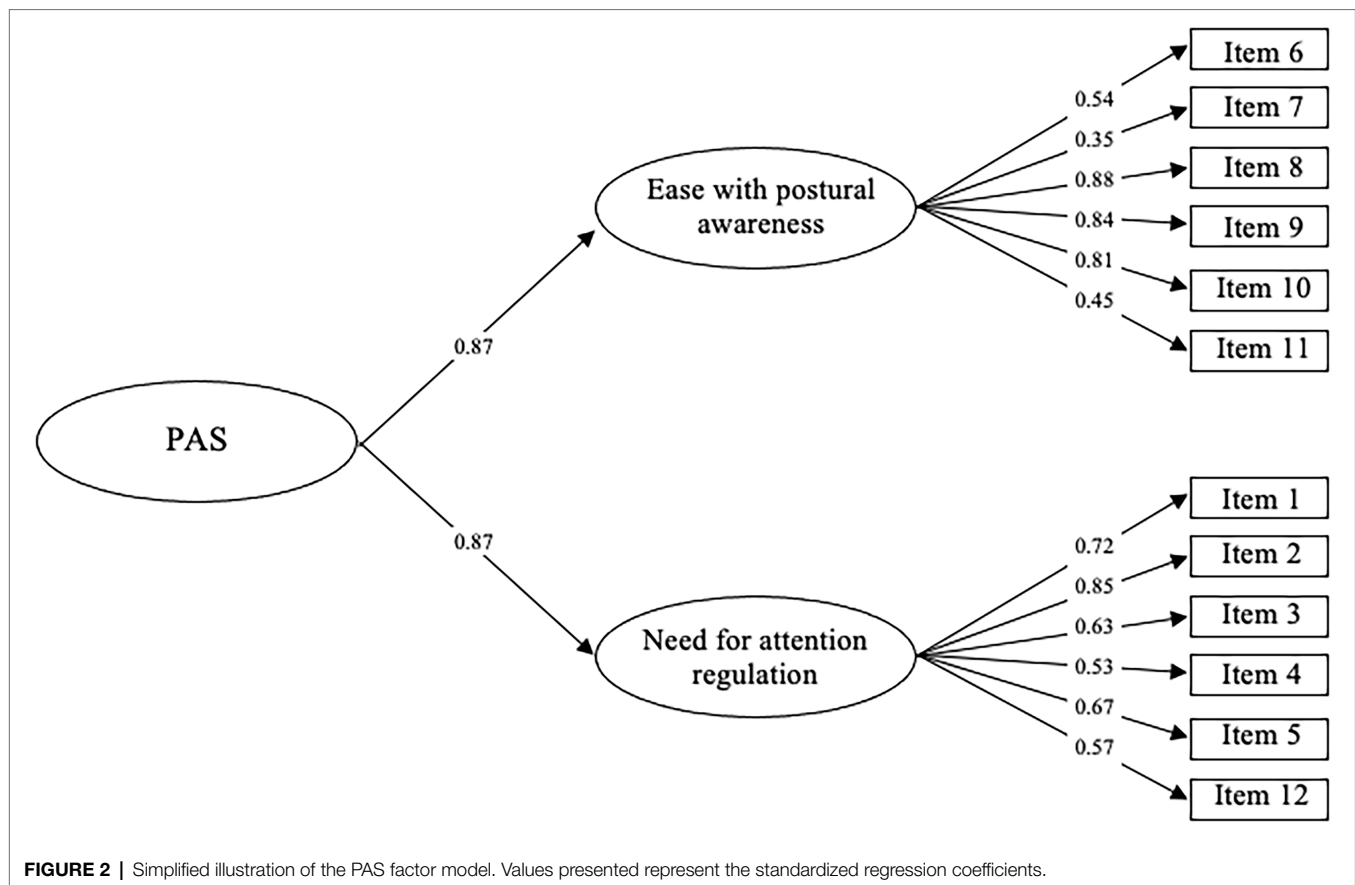 Item 6
0.54
Item 7
0.35
Item 8
0.88
Ease with postural
awareness
Item 9
0.84
Item 10
0.81
Item 11
0.45
0.87
PAS
0.87
Item 1
0.72
Item 2
0.85
Item 3
0.63
Need for attention
regulation
Item 4
0.53
Item 5
0.67
Item 12
0.57
FIGURE 2 | Simplified illustration of the PAS factor model. Values presented represent the standardized regression coefficients.